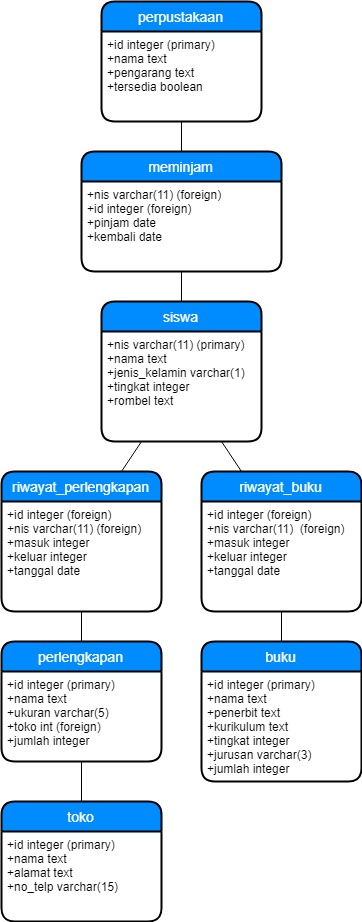 perpustakaan
+id integer (primary)
+nama text
+pengarang text
+tersedia boolean
meminjam
+nis varchar(11) (foreign)
+id integer (foreign)
+pinjam date
+kembali date
siswa
+nis varchar(11) (primary)
+nama text
+jenis_kelamin varchar(1)
+tingkat integer
+rombel text
riwayat_perlengkapan
+id integer (foreign)
+nis varchar(11) (foreign)
+masuk integer
+keluar integer
+tanggal date
riwayat_buku
+id integer (foreign)
+nis varchar(11) (foreign)
+masuk integer
+keluar integer
+tanggal date
perlengkapan
+id integer (primary)
+nama text
+ukuran varchar(5)
+toko int (foreign)
+jumlah integer
buku
+id integer (primary)
+nama text
+penerbit text
+kurikulum text
+tingkat integer
+jurusan varchar(3)
+jumlah integer
toko
+id integer (primary)
+nama text
+alamat text
+no_telp varchar(15)